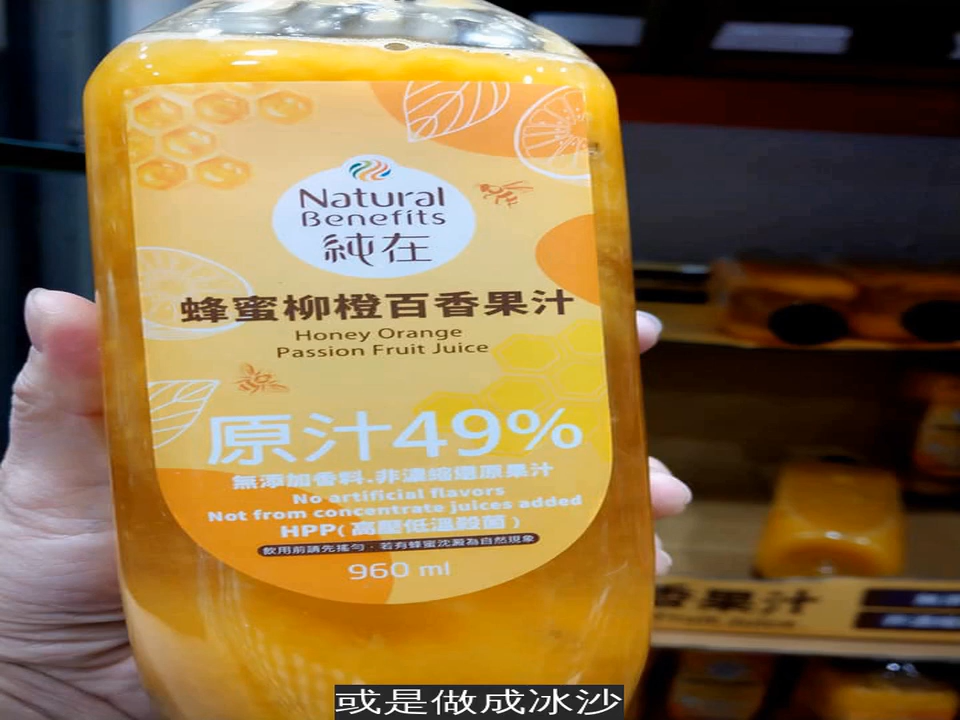 Natural
Benefits
純在
蜂蜜柳橙百香果汁
Honey Orange
Passion Fruit Juice
原汁49%
無添加香料.非濃縮還原果汁
No artificial flavors
Not from concentrate juices added
HPP(高壓低溫殺菌)
飲用前請先搖勻，若有蜂蜜沈澱為自然現象
960 ml
香果汁
Fruit Juice
或是做成冰沙